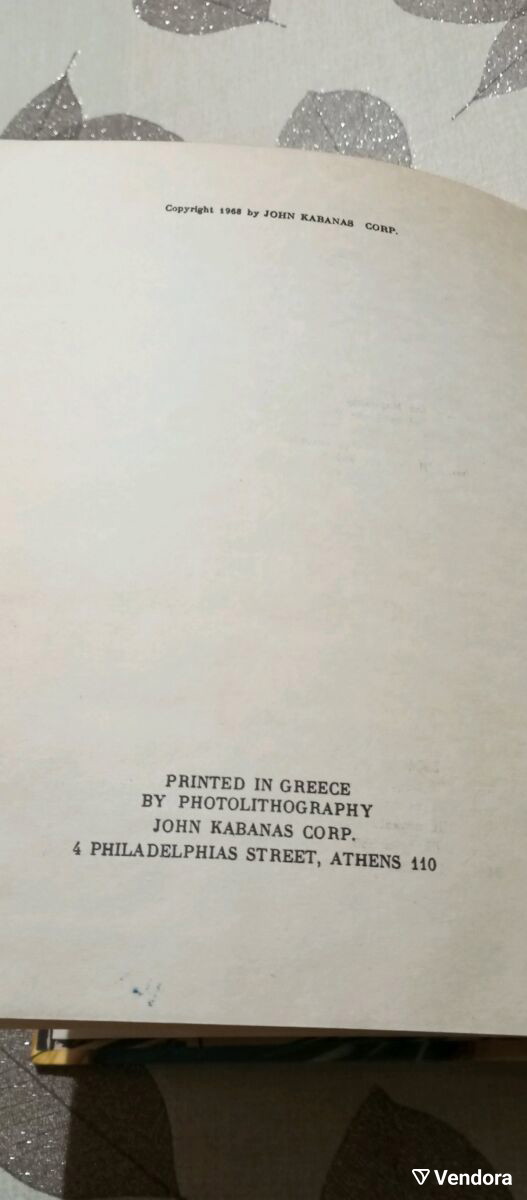 Copyright 1968 by JOHN KABANAS CORP.
PRINTED IN GREECE
BY PHOTOLITHOGRAPHY
JOHN KABANAS CORP.
4 PHILADELPHIAS STREET, ATHENS 110
Vendora